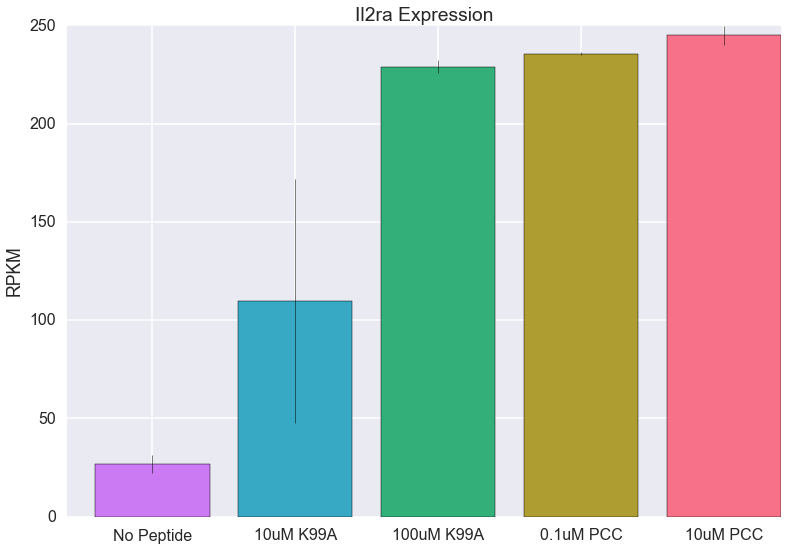 Il2ra Expression
250
200
150
100
50
0
RPKM
No Peptide
10uM K99A
100uM K99A
0.1uM PCC
10uM PCC